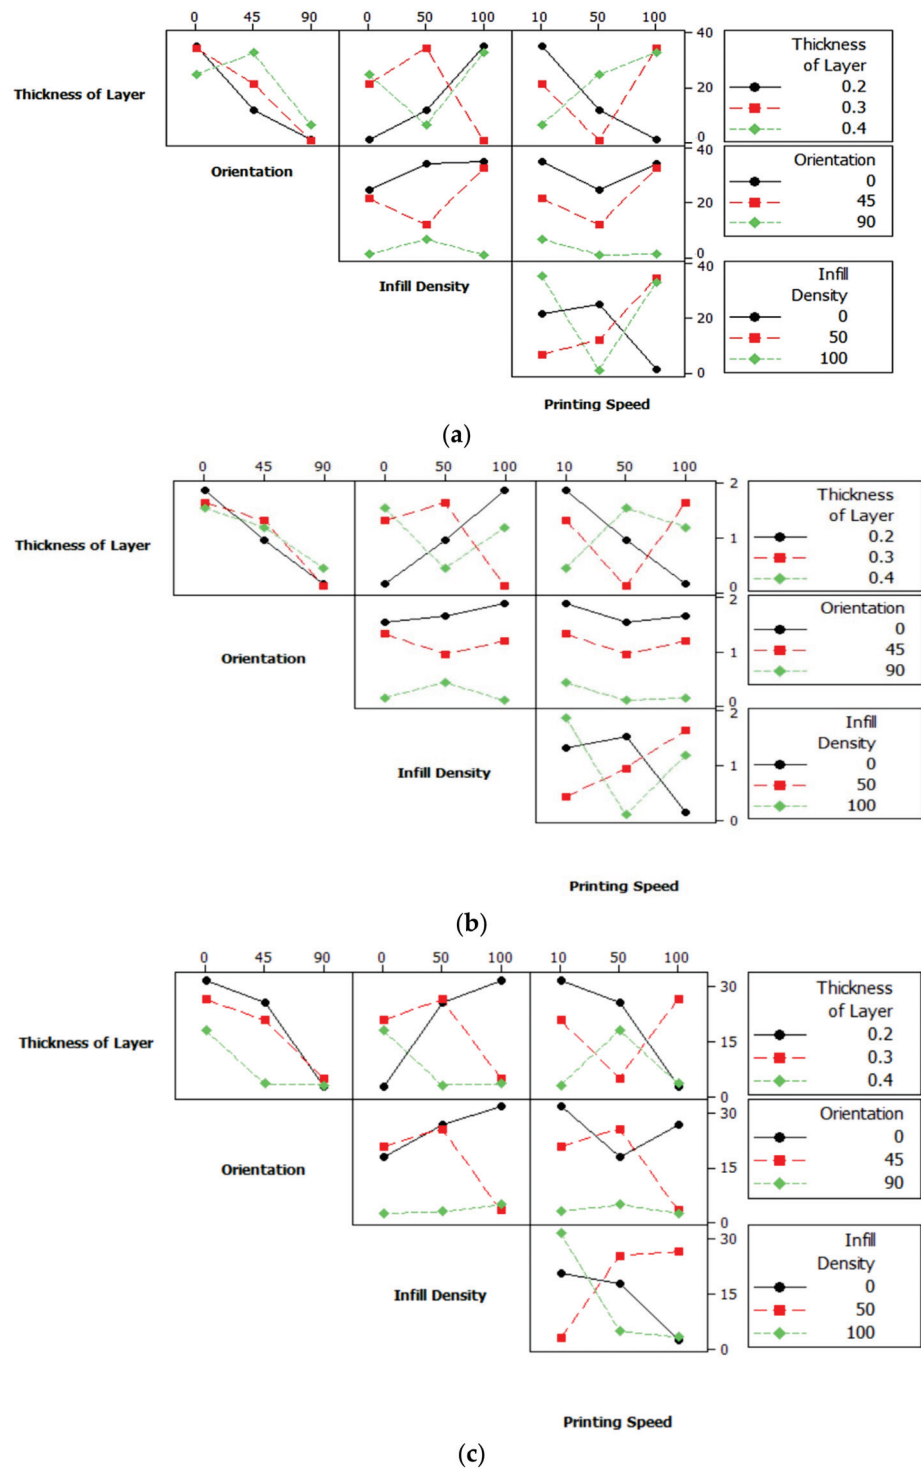 0 45 90 0 50 100 10 50 100
40
20
0
Thickness of Layer
Thickness
of Layer
0.2
0.3
0.4
40
20
0
Orientation
Orientation
0
45
90
40
20
0
Infill Density
Infill
Density
0
50
100
Printing Speed
(a)
0 45 90 0 50 100 10 50 100
2
1
0
Thickness of Layer
Thickness
of Layer
0.2
0.3
0.4
2
1
0
Orientation
Orientation
0
45
90
2
1
0
Infill Density
Infill
Density
0
50
100
Printing Speed
(b)
0 45 90 0 50 100 10 50 100
30
15
0
Thickness of Layer
Thickness
of Layer
0.2
0.3
0.4
30
15
0
Orientation
Orientation
0
45
90
30
15
0
Infill Density
Infill
Density
0
50
100
Printing Speed
(c)